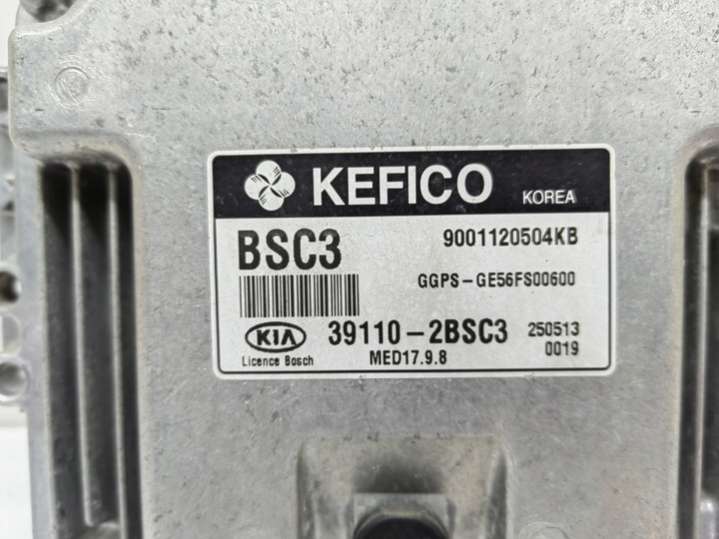 KEFICO KOREA
BSC3 9001120504KB
GGPS-GE56FS00600
KIA 39110-2BSC3 250513
Licence Bosch MED17.9.8 0019